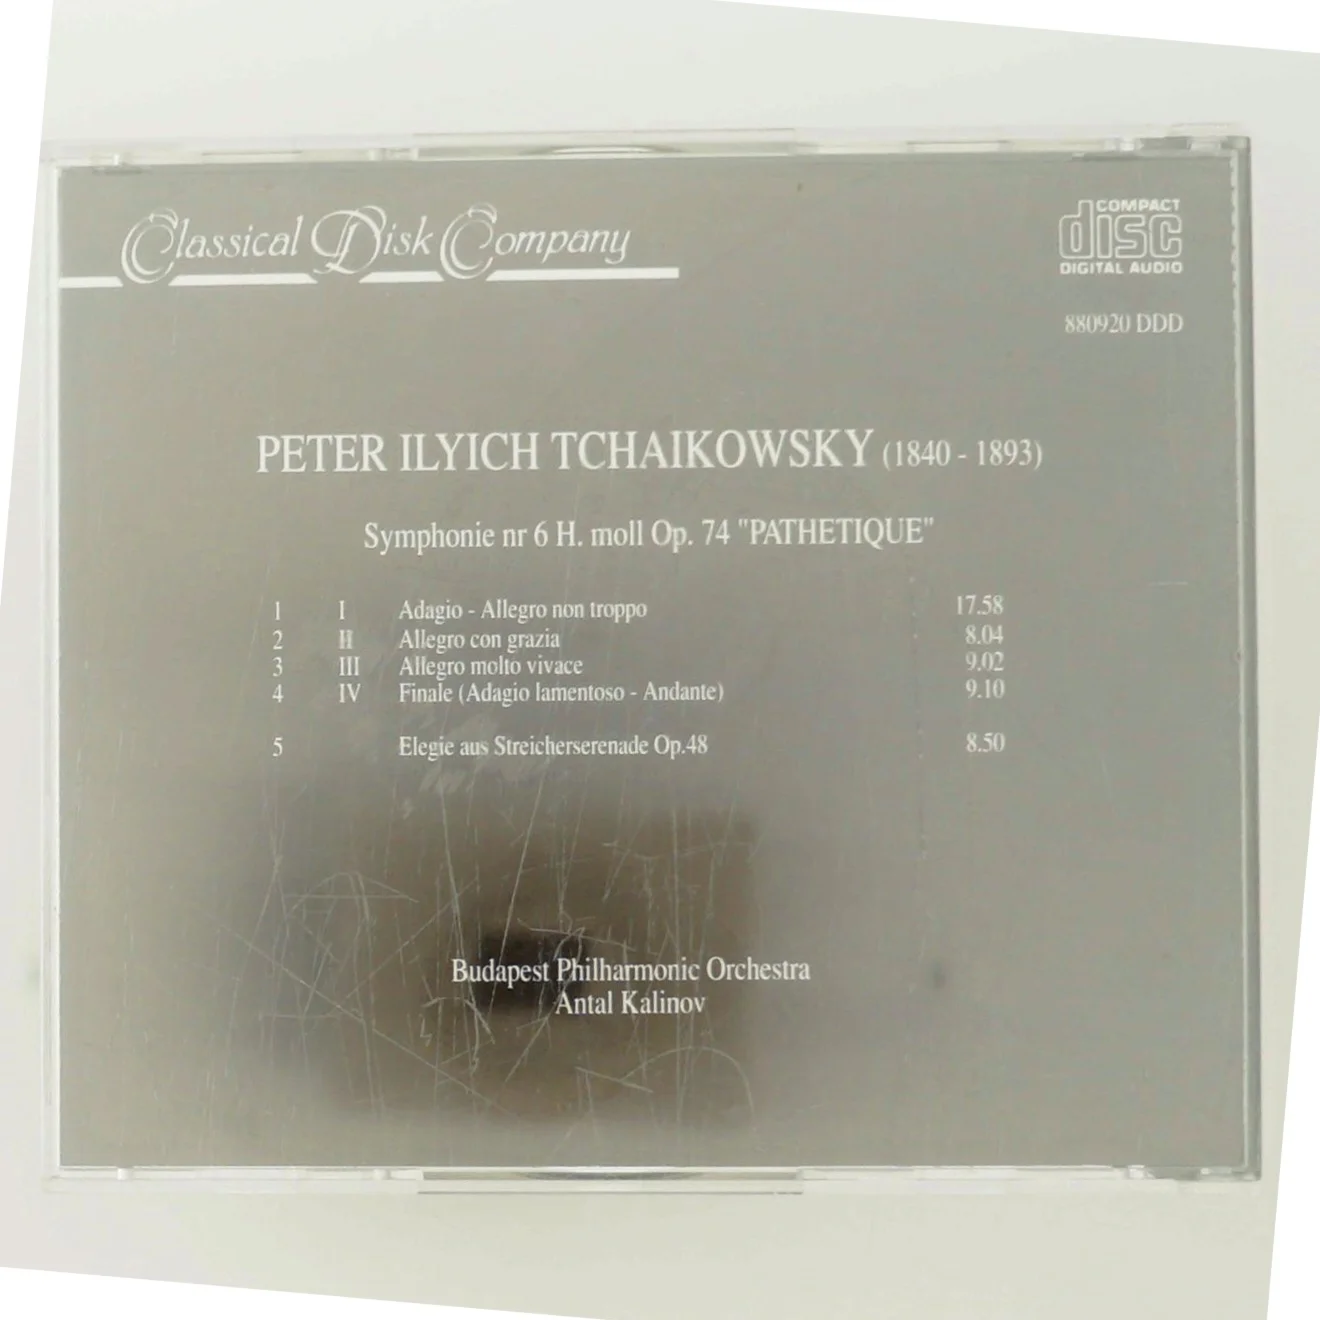 Classical Disk Company
COMPACT
disc
DIGITAL AUDIO
880920 DDD
PETER ILYICH TCHAIKOWSKY (1840 - 1893)
Symphonie nr 6 H. moll Op. 74 "PATHETIQUE"
1 I Adagio - Allegro non troppo 17.58
2 II Allegro con grazia 8.04
3 III Allegro molto vivace 9.02
4 IV Finale (Adagio lamentoso - Andante) 9.10
5 Elegie aus Streicherserenade Op.48 8.50
Budapest Philharmonic Orchestra
Antal Kalinov